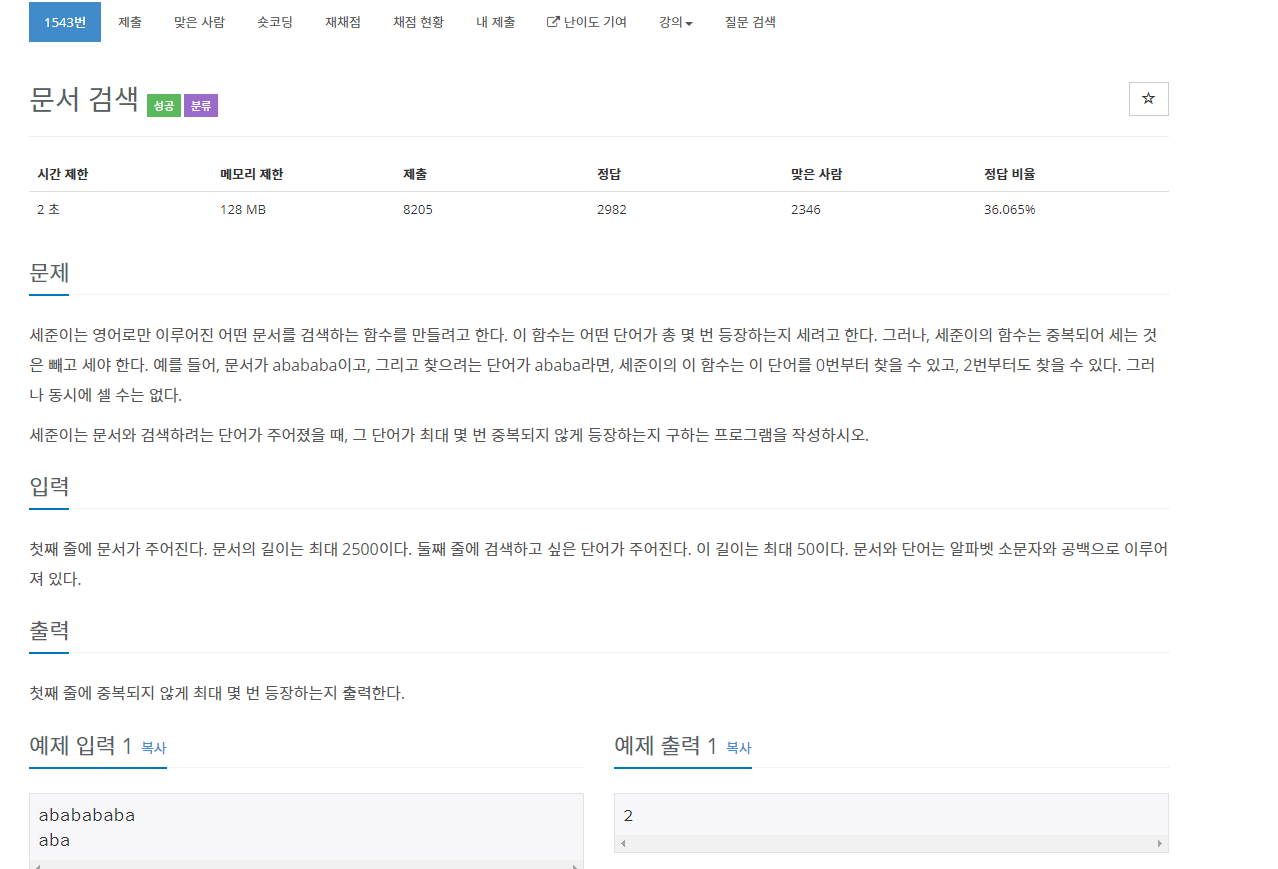 1543번 제출 맞은 사람 숏코딩 재채점 채점 현황 내 제출 난이도 기여 강의 질문 검색
문서 검색 성공 분류
시간 제한 메모리 제한 제출 정답 맞은 사람 정답 비율
2 초 128 MB 8205 2982 2346 36.065%
문제
세준이는 영어로만 이루어진 어떤 문서를 검색하는 함수를 만들려고 한다. 이 함수는 어떤 단어가 총 몇 번 등장하는지 세려고 한다. 그러나, 세준이의 함수는 중복되어 세는 것
은 빼고 세야 한다. 예를 들어, 문서가 abababa이고, 그리고 찾으려는 단어가 ababa라면, 세준이의 이 함수는 이 단어를 0번부터 찾을 수 있고, 2번부터도 찾을 수 있다. 그러
나 동시에 셀 수는 없다.
세준이는 문서와 검색하려는 단어가 주어졌을 때, 그 단어가 최대 몇 번 중복되지 않게 등장하는지 구하는 프로그램을 작성하시오.
입력
첫째 줄에 문서가 주어진다. 문서의 길이는 최대 2500이다. 둘째 줄에 검색하고 싶은 단어가 주어진다. 이 길이는 최대 50이다. 문서와 단어는 알파벳 소문자와 공백으로 이루어
져 있다.
출력
첫째 줄에 중복되지 않게 최대 몇 번 등장하는지 출력한다.
예제 입력 1 복사
ababababa
aba
예제 출력 1 복사
2